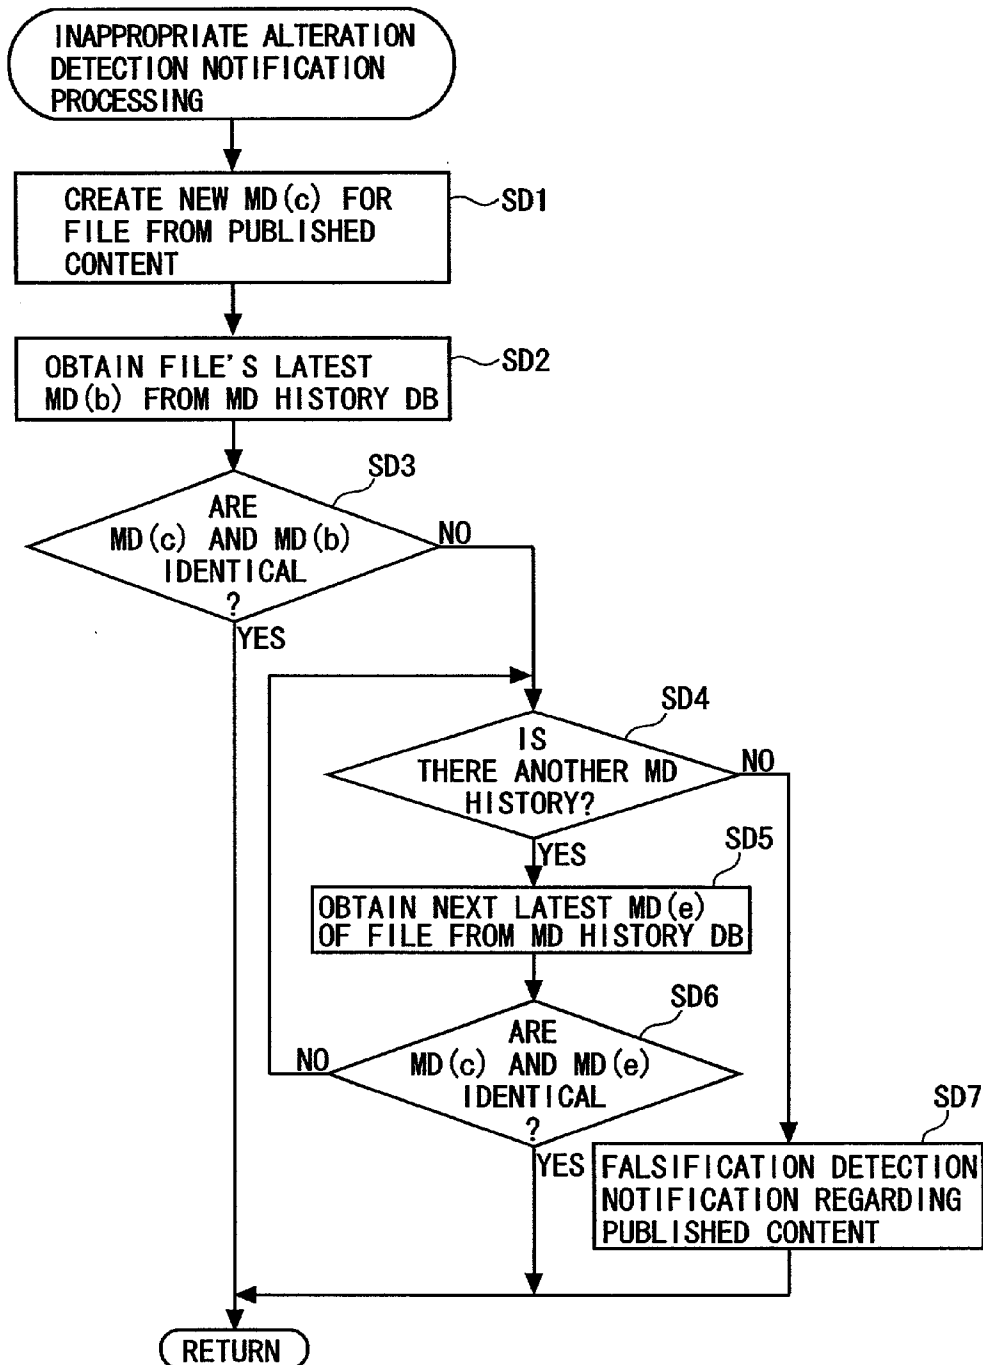 INAPPROPRIATE ALTERATION
DETECTION NOTIFICATION
PROCESSING
CREATE NEW MD(c) FOR
FILE FROM PUBLISHED
CONTENT
SD1
OBTAIN FILE'S LATEST
MD(b) FROM MD HISTORY DB
SD2
SD3
ARE
MD(c) AND MD(b)
IDENTICAL
?
NO
YES
SD4
IS
THERE ANOTHER MD
HISTORY?
NO
YES
SD5
OBTAIN NEXT LATEST MD(e)
OF FILE FROM MD HISTORY DB
SD6
ARE
MD(c) AND MD(e)
IDENTICAL
?
NO
YES
SD7
FALSIFICATION DETECTION
NOTIFICATION REGARDING
PUBLISHED CONTENT
RETURN